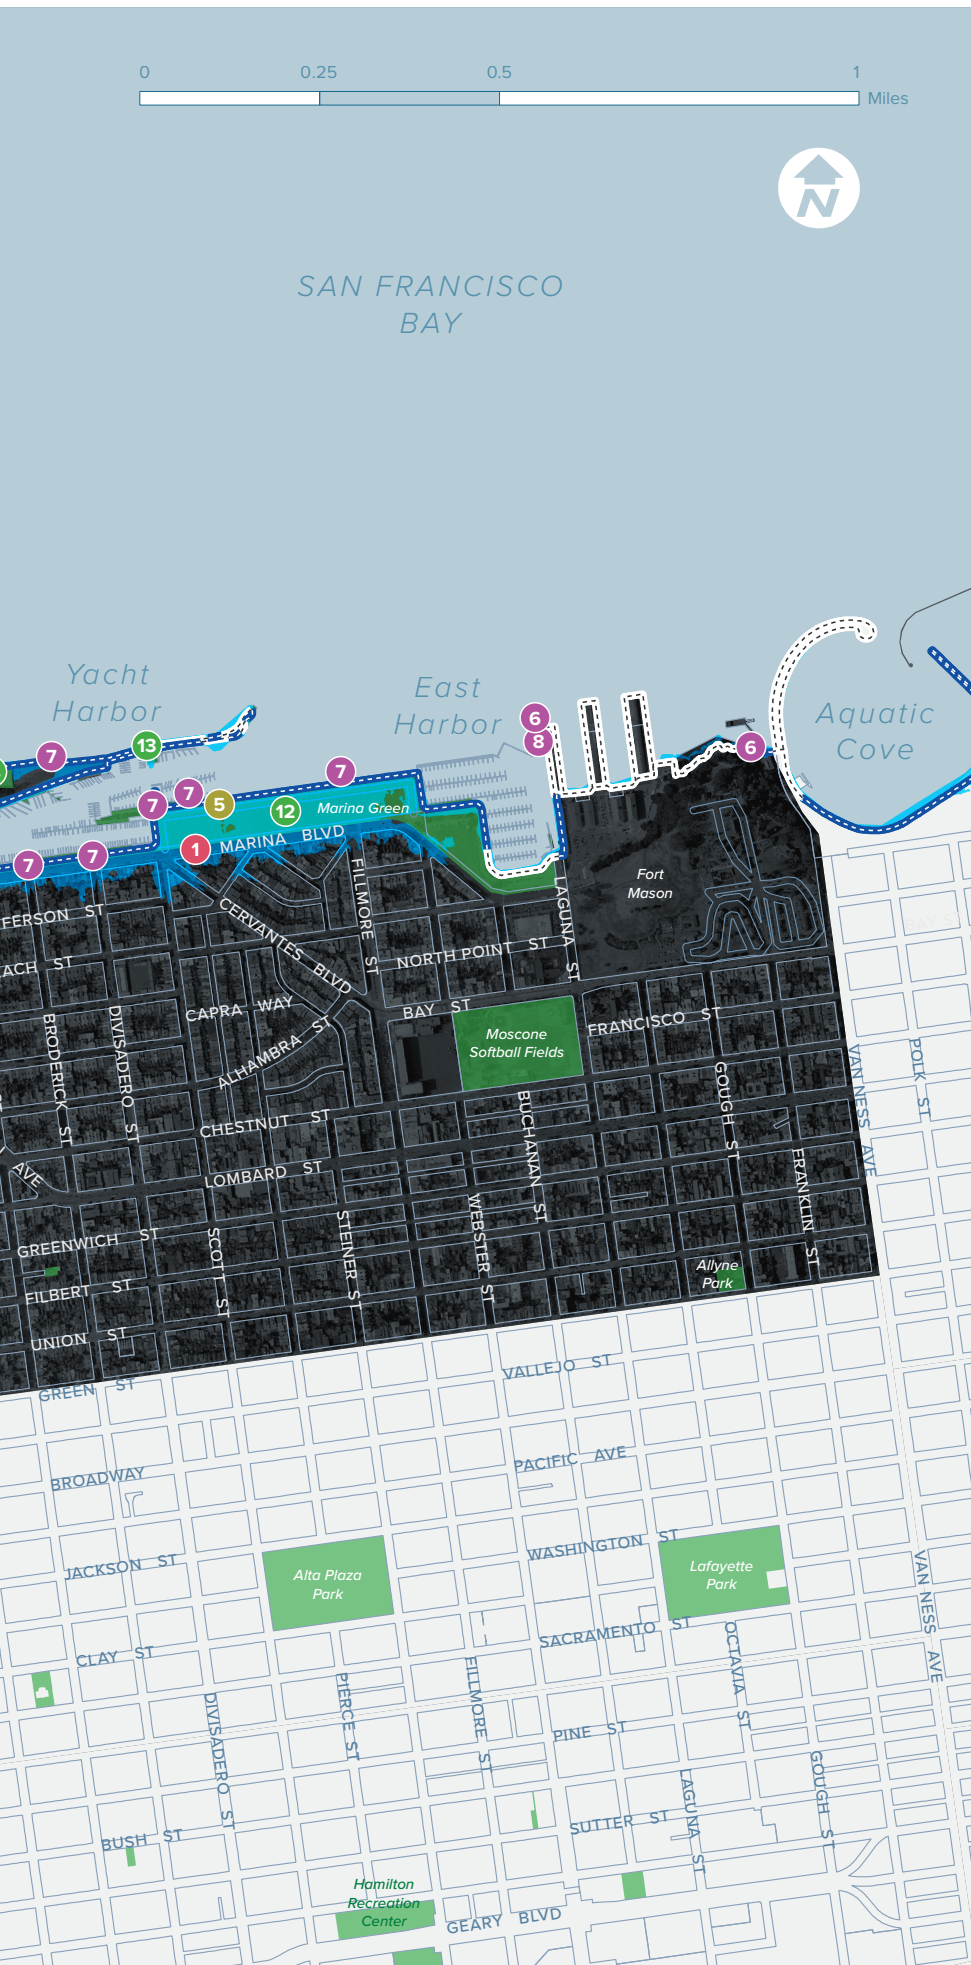 0 0.25 0.5 1
Miles
N
SAN FRANCISCO
BAY
Yacht
Harbor
East
Harbor
Aquatic
Cove
6
8
6
7
13
7
7
7
5
12
Marina Green
1
MARINA BLVD
7
7
Fort
Mason
FERSON ST
CERVANTES BLVD
FILLMORE ST
LAGUNA ST
BAY ST
ACH ST
NORTH POINT ST
CAPRA WAY
BAY ST
ALHAMBRA ST
Moscone
Softball Fields
FRANCISCO ST
BRODERICK ST
DIVISADERO ST
CHESTNUT ST
BUCHANAN ST
GOUGH ST
VAN NESS AVE
POLK ST
AVE
LOMBARD ST
FRANKLIN ST
GREENWICH ST
SCOTT ST
STEINER ST
WEBSTER ST
FILBERT ST
Allyne
Park
UNION ST
GREEN ST
VALLEJO ST
BROADWAY
PACIFIC AVE
JACKSON ST
WASHINGTON ST
Alta Plaza
Park
Lafayette
Park
VAN NESS AVE
CLAY ST
SACRAMENTO ST
OCTAVIA ST
DIVISADERO ST
PIERCE ST
FILLMORE ST
PINE ST
LAGUNA ST
GOUGH ST
BUSH ST
SUTTER ST
Hamilton
Recreation
Center
GEARY BLVD